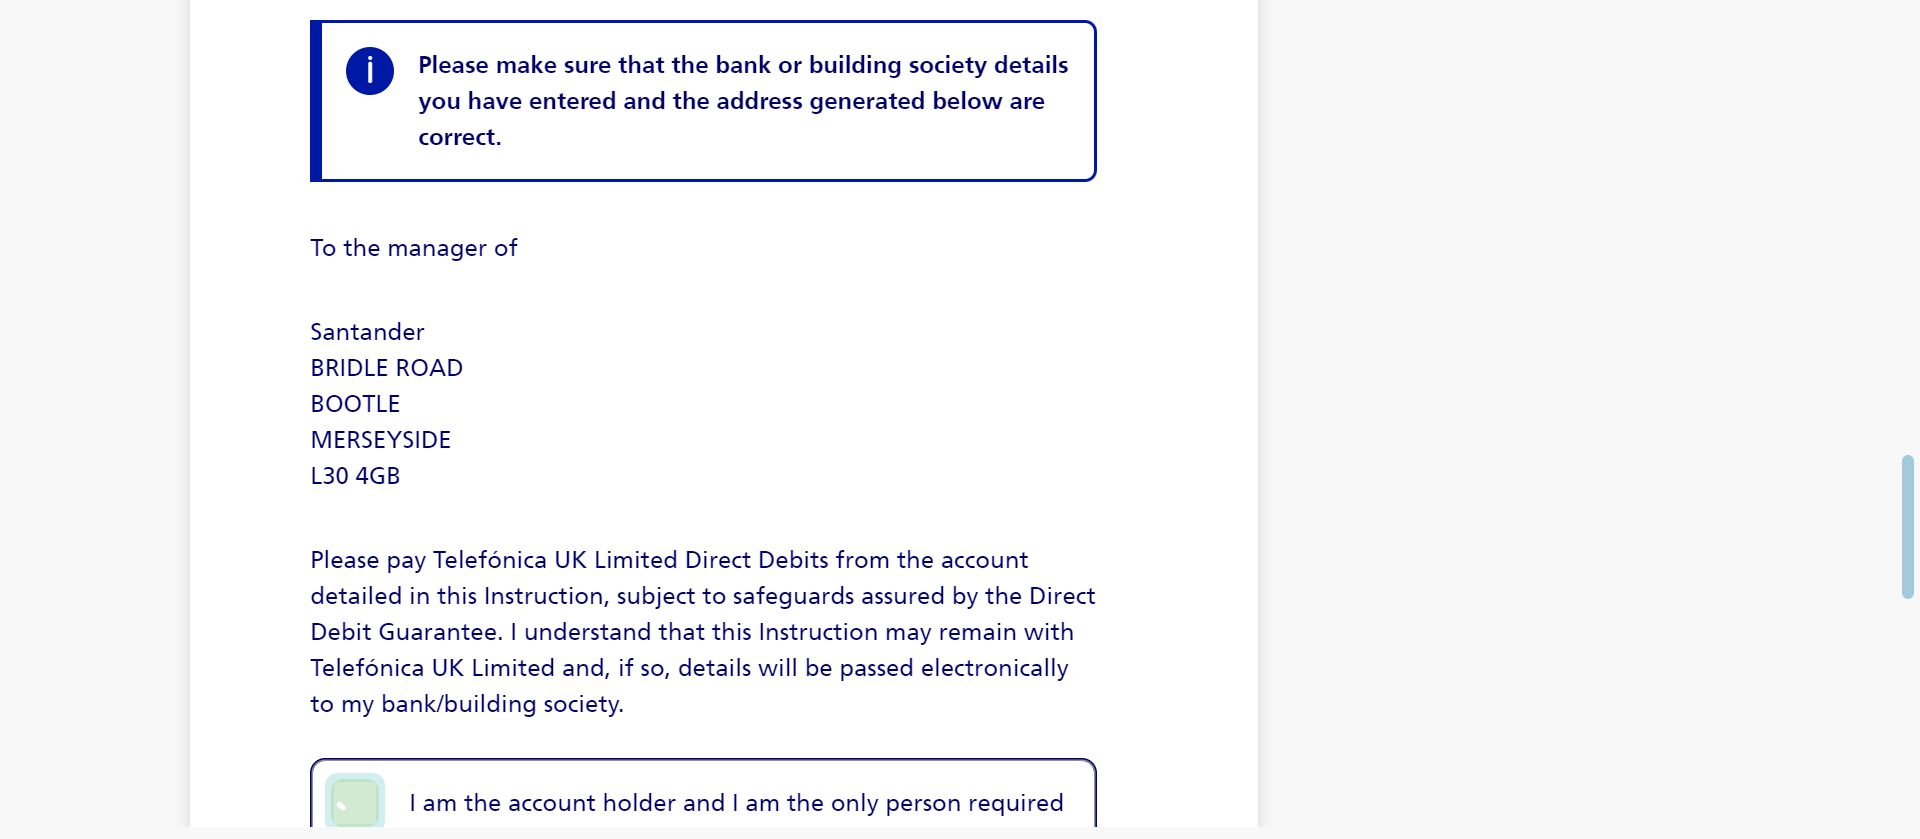 Please make sure that the bank or building society details
you have entered and the address generated below are
correct.
To the manager of
Santander
BRIDLE ROAD
BOOTLE
MERSEYSIDE
L30 4GB
Please pay Telefónica UK Limited Direct Debits from the account
detailed in this Instruction, subject to safeguards assured by the Direct
Debit Guarantee. I understand that this Instruction may remain with
Telefónica UK Limited and, if so, details will be passed electronically
to my bank/building society.
I am the account holder and I am the only person required